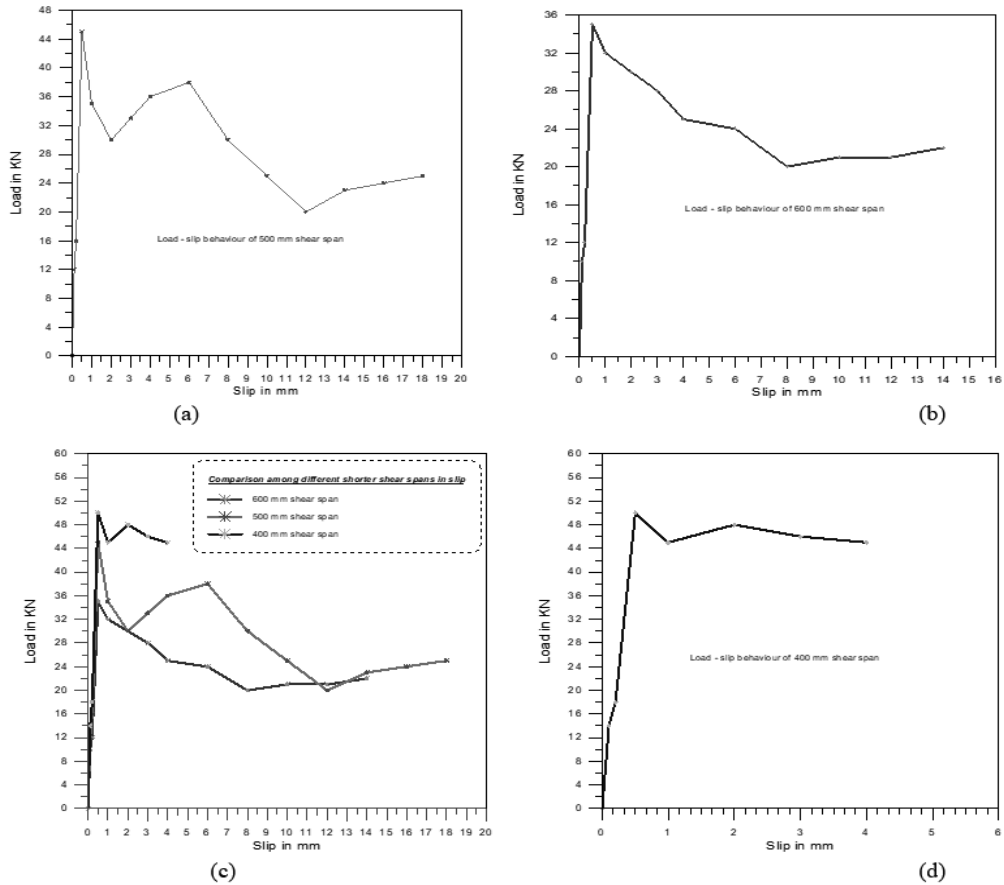 48
44
40
36
32
28
24
20
16
12
8
4
0
Load in KN
Load - slip behaviour of 500 mm shear span
0 1 2 3 4 5 6 7 8 9 10 11 12 13 14 15 16 17 18 19 20
Slip in mm
(a)
36
32
28
24
20
16
12
8
4
0
Load in KN
Load - slip behaviour of 600 mm shear span
0 1 2 3 4 5 6 7 8 9 10 11 12 13 14 15 16
Slip in mm
(b)
60
56
52
48
44
40
36
32
28
24
20
16
12
8
4
0
Load in KN
Comparison among different shorter shear spans in slip
600 mm shear span
500 mm shear span
400 mm shear span
0 1 2 3 4 5 6 7 8 9 10 11 12 13 14 15 16 17 18 19 20
Slip in mm
(c)
60
56
52
48
44
40
36
32
28
24
20
16
12
8
4
0
Load in KN
Load - slip behaviour of 400 mm shear span
0 1 2 3 4 5 6
Slip in mm
(d)